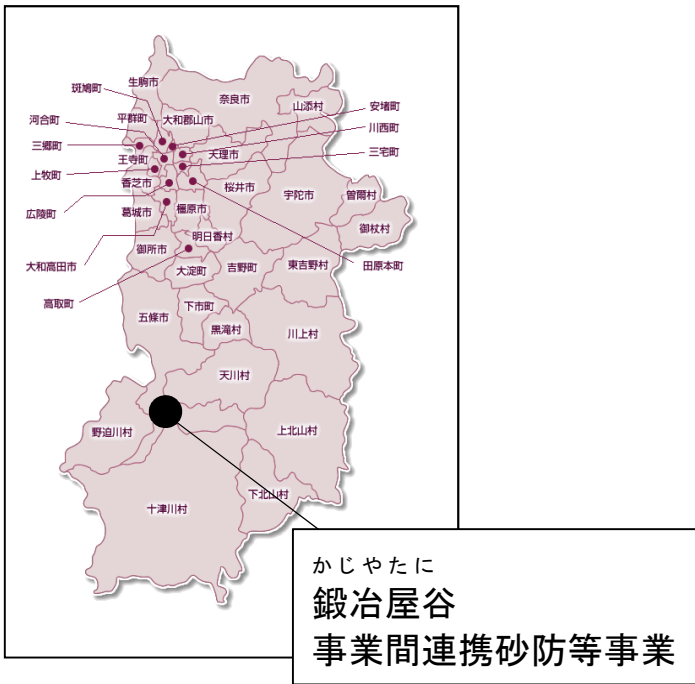 生駒市
斑鳩町
奈良市
山添村
安堵町
河合町
平群町
大和郡山市
川西町
三郷町
王寺町
天理市
三宅町
上牧町
香芝市
桜井市
宇陀市
曽爾村
広陵町
葛城市
橿原市
御杖村
明日香村
御所市
大和高田市
大淀町
吉野町
東吉野村
田原本町
高取町
五條市
下市町
黒滝村
川上村
天川村
野迫川村
上北山村
下北山村
十津川村
かじやたに
鍛冶屋谷
事業間連携砂防等事業